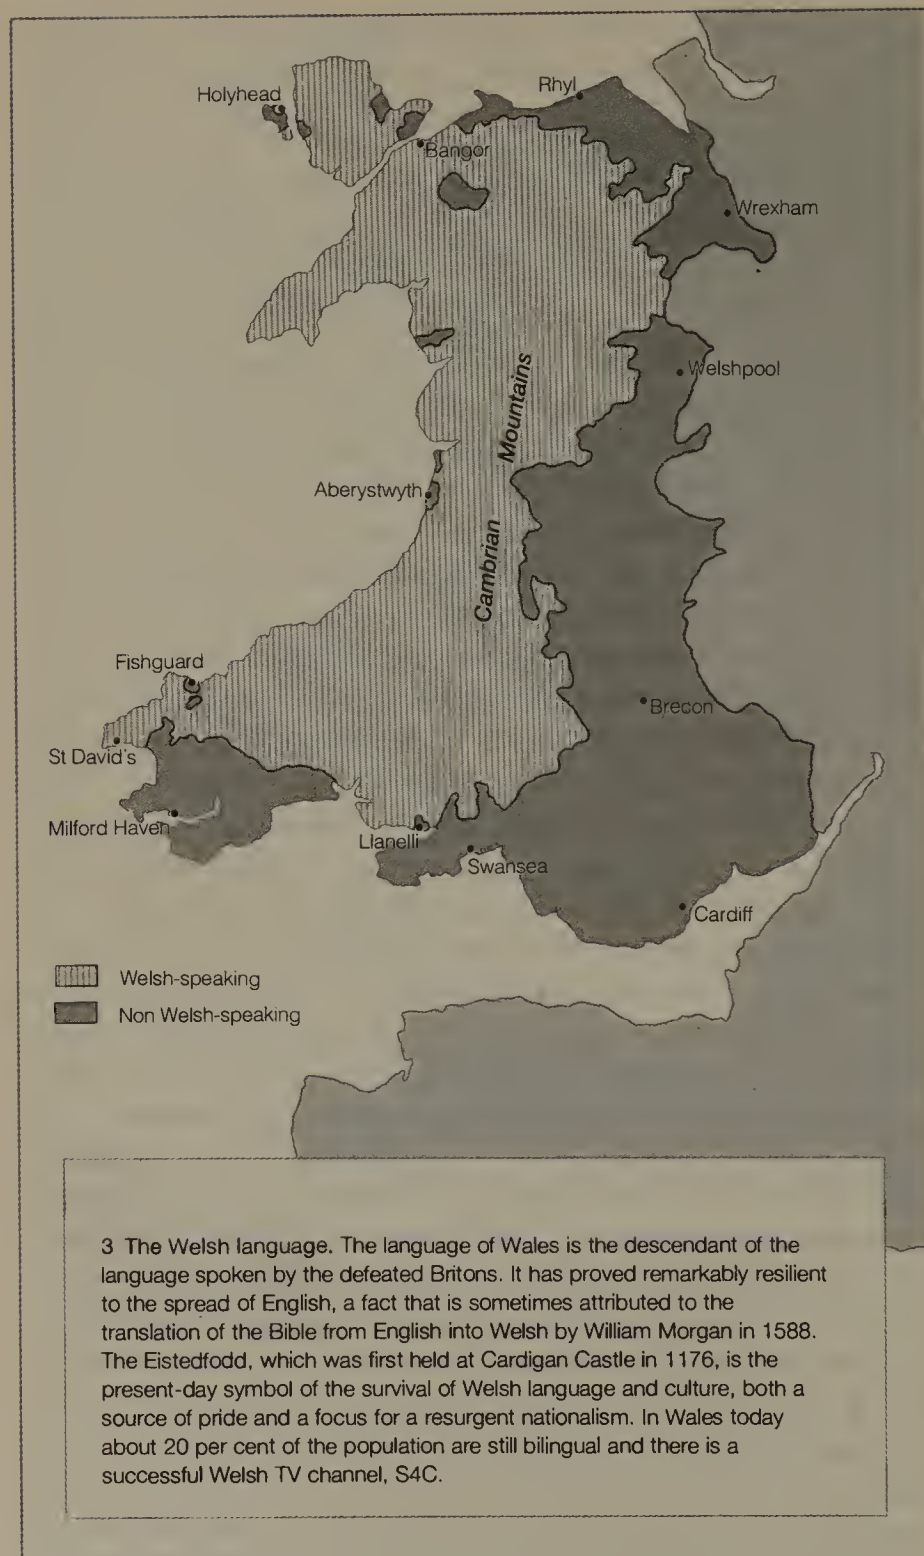 Rhyl
Holyhead
Bangor
Wrexham
Welshpool
Cambrian Mountains
Aberystwyth
Fishguard
Brecon
St David's
Milford Haven
Llanelli
Swansea
Cardiff
Welsh-speaking
Non Welsh-speaking
3 The Welsh language. The language of Wales is the descendant of the
language spoken by the defeated Britons. It has proved remarkably resilient
to the spread of English, a fact that is sometimes attributed to the
translation of the Bible from English into Welsh by William Morgan in 1588.
The Eistedfodd, which was first held at Cardigan Castle in 1176, is the
present-day symbol of the survival of Welsh language and culture, both a
source of pride and a focus for a resurgent nationalism. In Wales today
about 20 per cent of the population are still bilingual and there is a
successful Welsh TV channel, S4C.